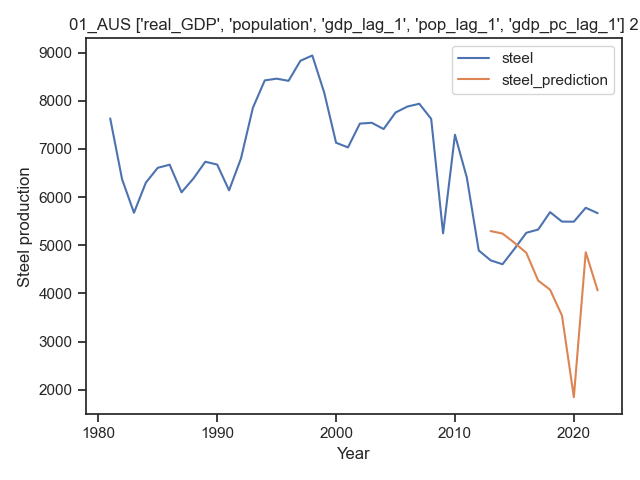 01_AUS ['real_GDP', 'population', 'gdp_lag_1', 'pop_lag_1', 'gdp_pc_lag_1'] 2
9000
8000
7000
6000
5000
4000
3000
2000
Steel production
steel
steel_prediction
1980 1990 2000 2010 2020
Year